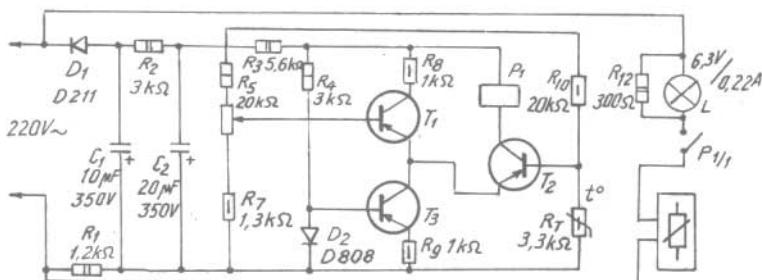 D1
D211
220V~
R2
3kΩ
R3 5,6kΩ
R5
20kΩ
R4
3kΩ
R8
1kΩ
P1
R10
20kΩ
R12
300Ω
6,3V/0,22A
L
P1/1
T1
T2
T3
C1
10μF
350V
C2
20μF
350V
R7
1,3kΩ
D2
D808
R9 1kΩ
t°
RT
3,3kΩ
R1
1,2kΩ